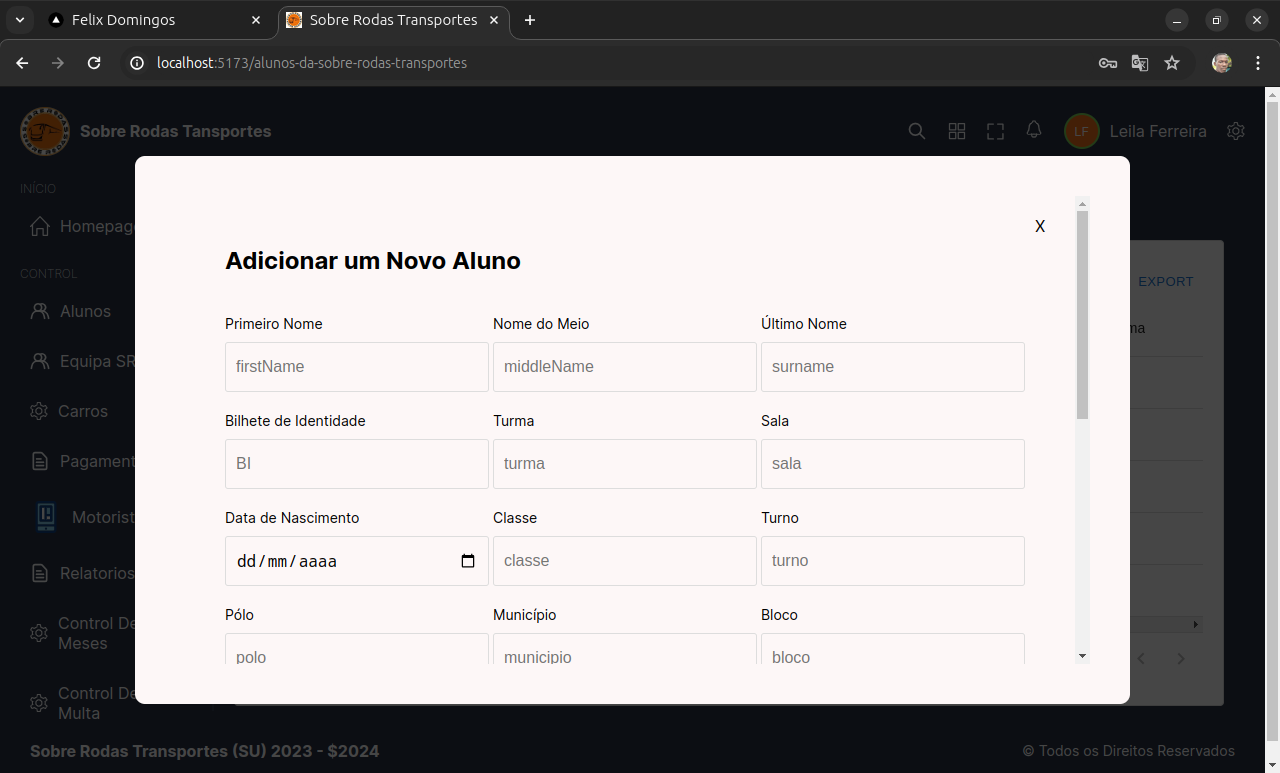 Felix Domingos
Sobre Rodas Transportes
localhost:5173/alunos-da-sobre-rodas-transportes
Sobre Rodas Tansportes
LF
Leila Ferreira
INÍCIO
Homepag
CONTROL
Alunos
Equipa SR
Carros
Pagament
Motorist
Relatorios
Control De
Meses
Control De
Multa
X
Adicionar um Novo Aluno
Primeiro Nome Nome do Meio Último Nome
firstName middleName surname
Bilhete de Identidade Turma Sala
BI turma sala
Data de Nascimento Classe Turno
dd/mm/aaaa classe turno
Pólo Município Bloco
polo municipio bloco
EXPORT
ma
Sobre Rodas Transportes (SU) 2023 - $2024
© Todos os Direitos Reservados